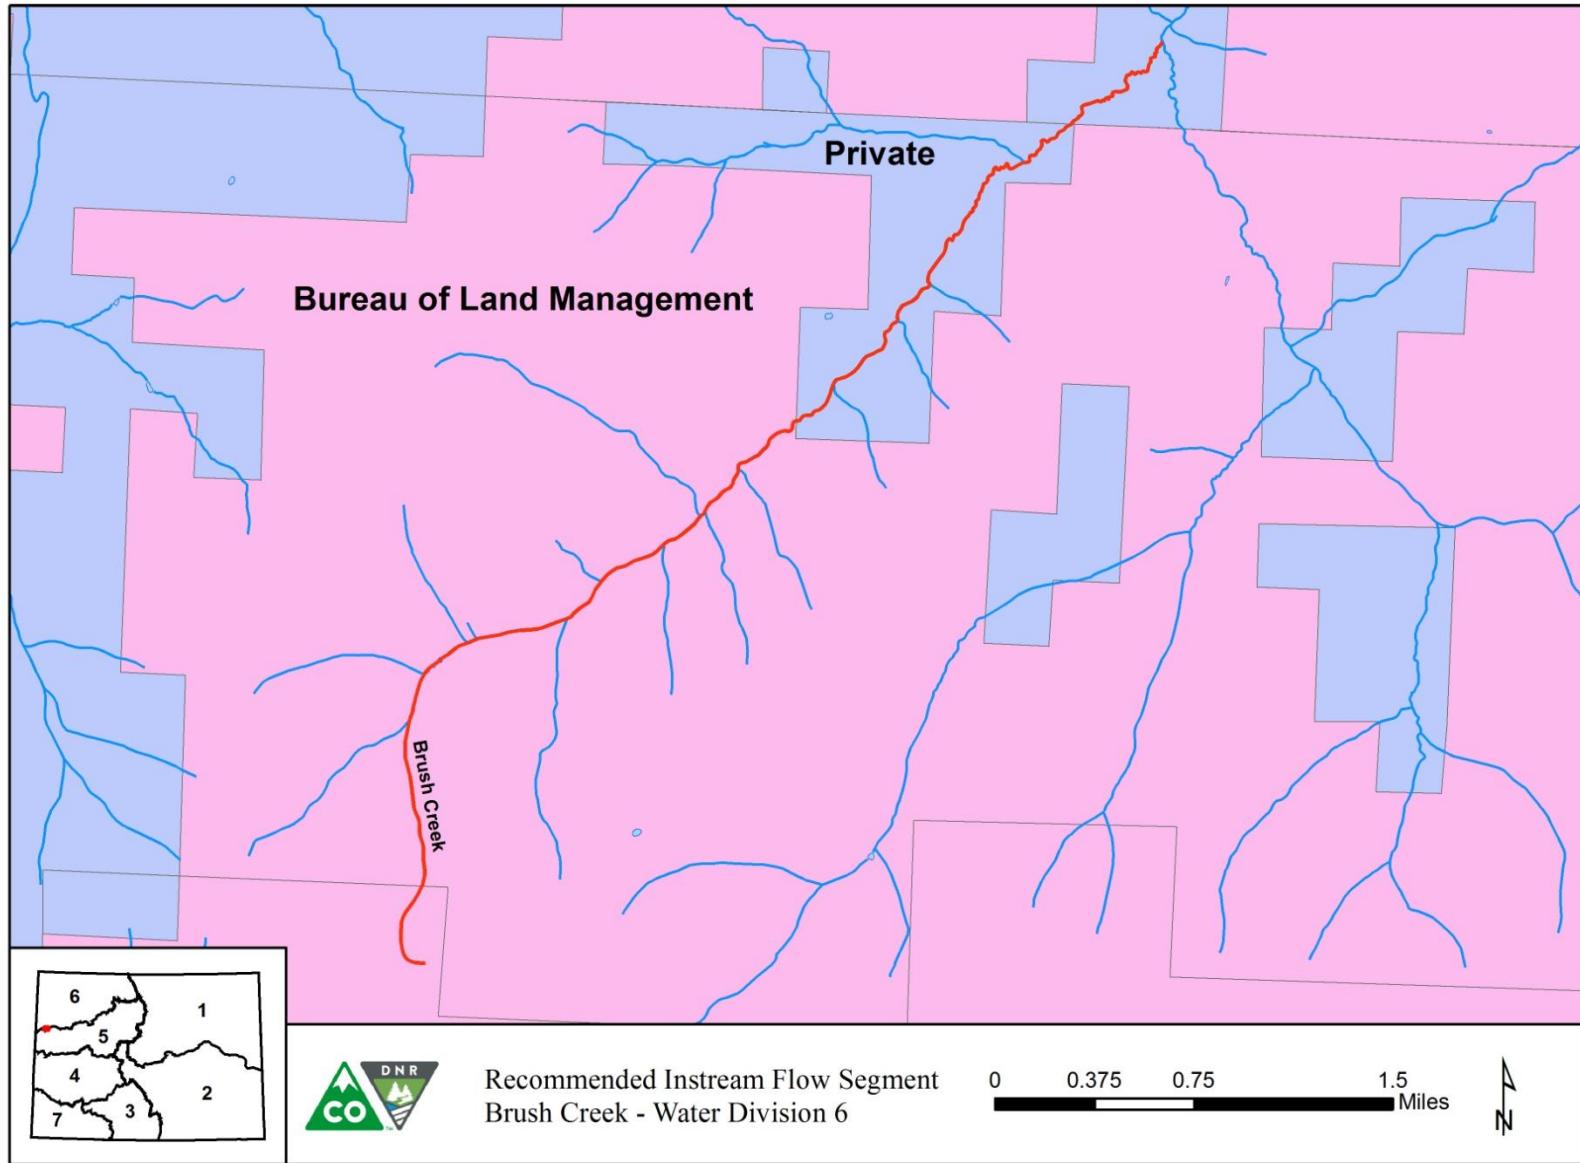 Private
Bureau of Land Management
Brush Creek
6
1
5
4
2
3
7
CO
DNR
Recommended Instream Flow Segment
Brush Creek - Water Division 6
0 0.375 0.75 1.5
Miles
N